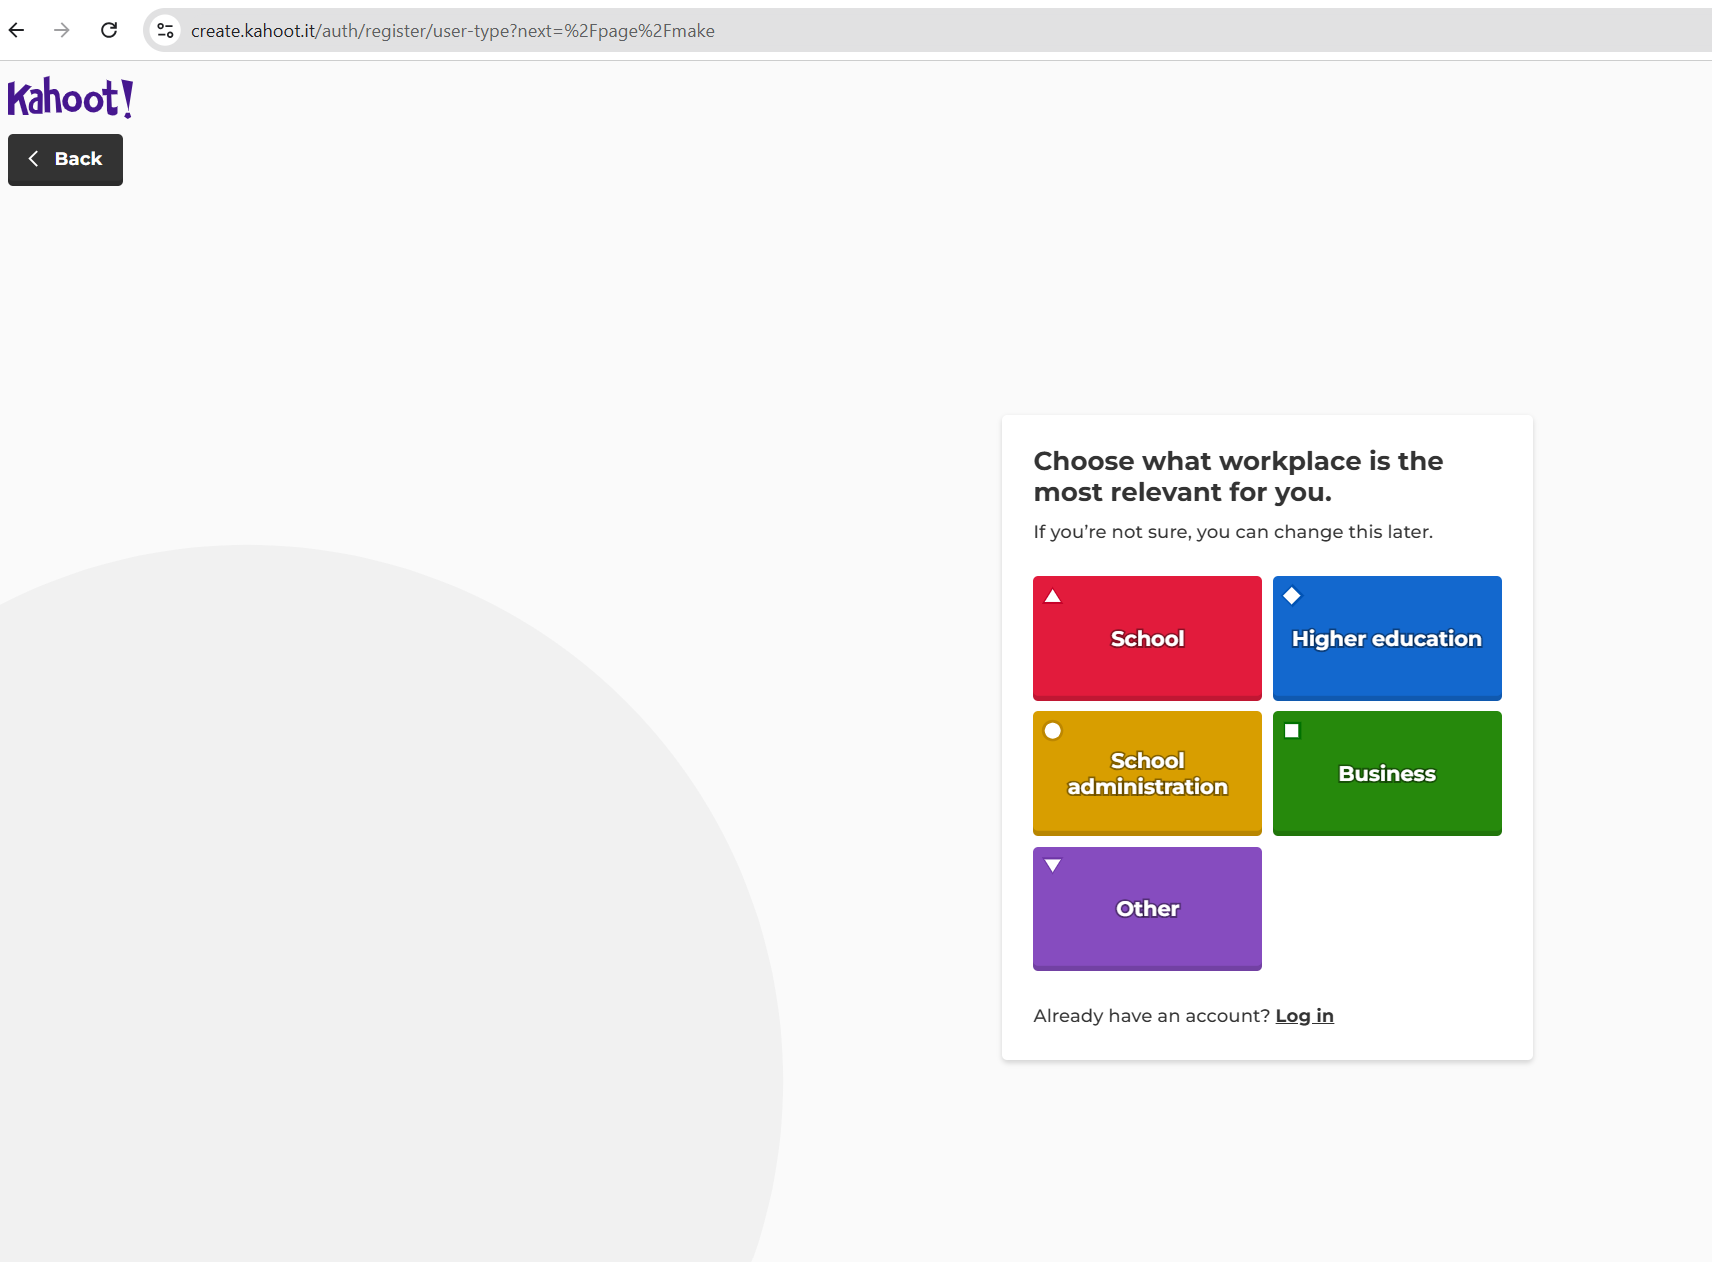 create.kahoot.it/auth/register/user-type?next=%2Fpage%2Fmake
Kahoot!
Back
Choose what workplace is the
most relevant for you.
If you’re not sure, you can change this later.
School
Higher education
School
administration
Business
Other
Already have an account? Log in